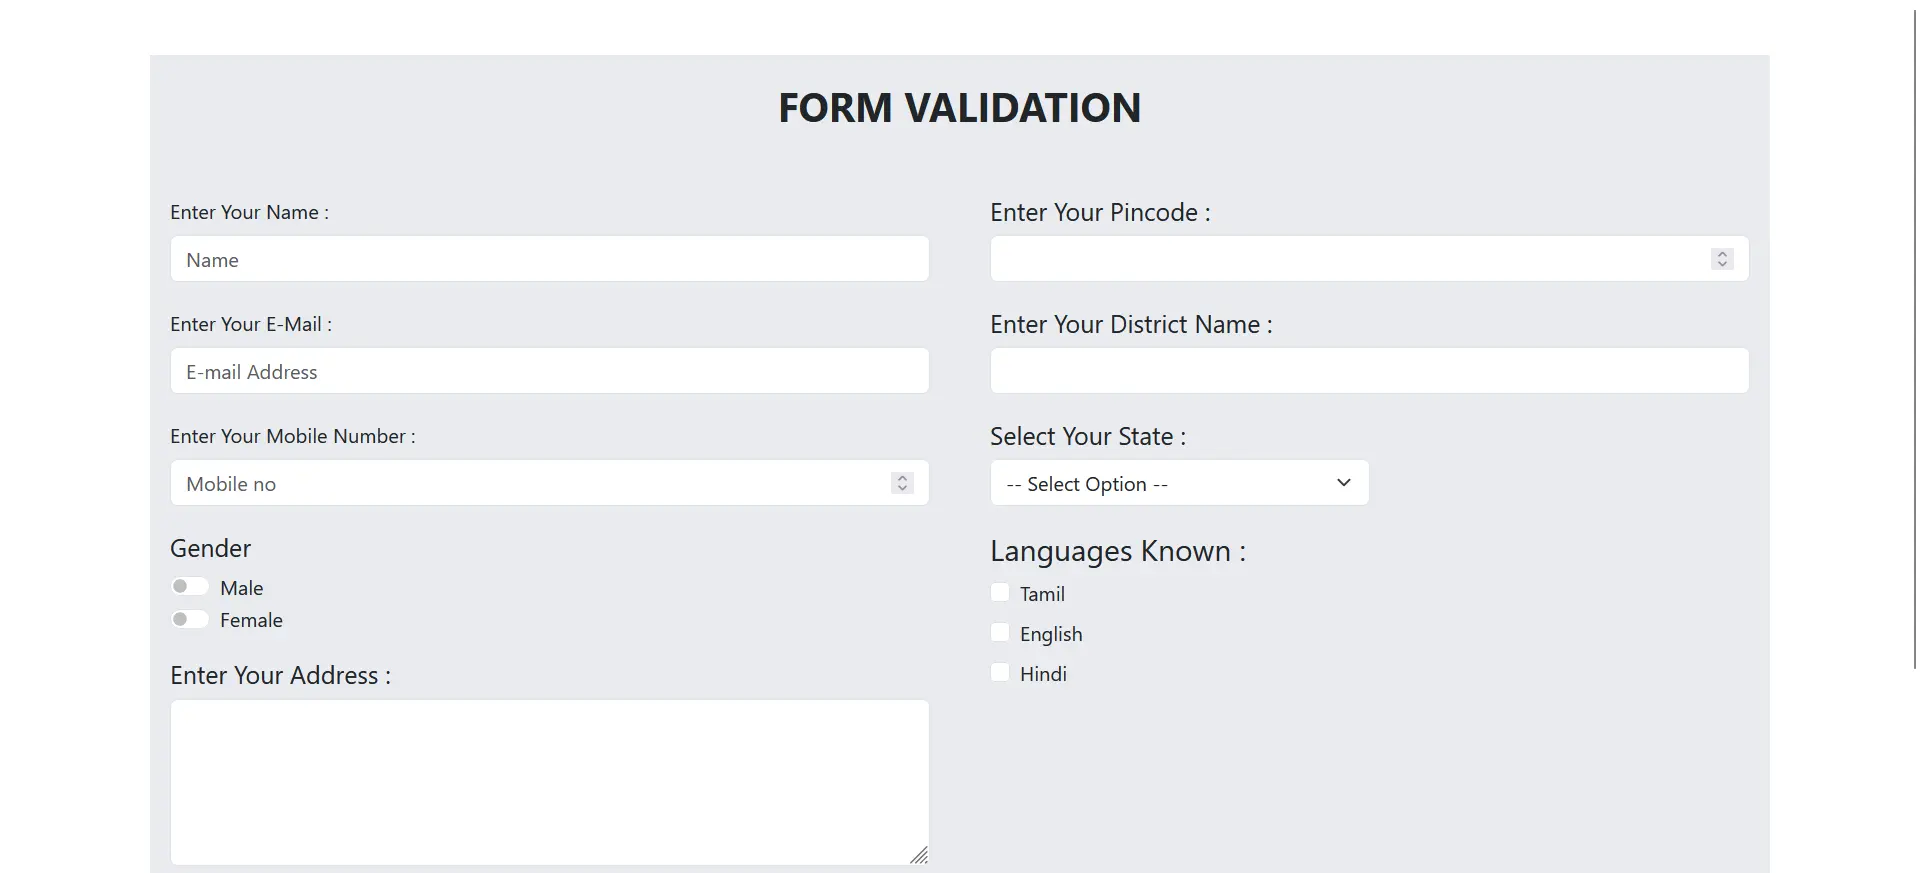 FORM VALIDATION
Enter Your Name :
Name
Enter Your E-Mail :
E-mail Address
Enter Your Mobile Number :
Mobile no
Gender
Male
Female
Enter Your Address :
Enter Your Pincode :
Enter Your District Name :
Select Your State :
-- Select Option --
Languages Known :
Tamil
English
Hindi